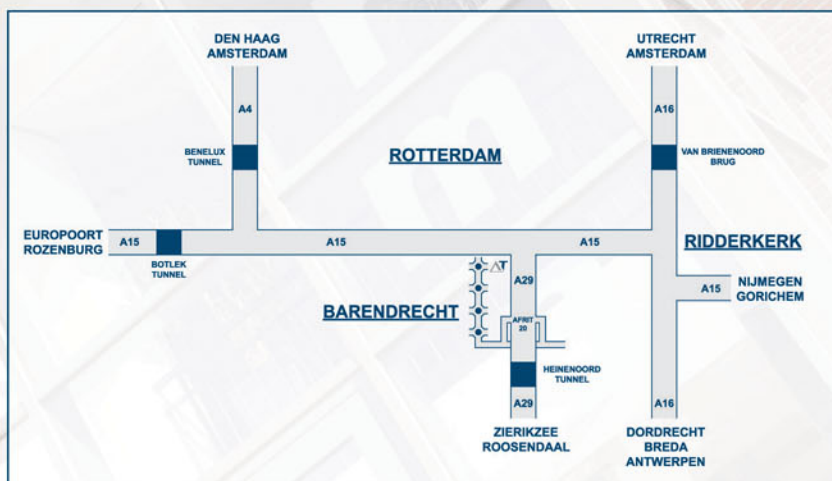 DEN HAAG
AMSTERDAM
UTRECHT
AMSTERDAM
A4
A16
BENELUX
TUNNEL
ROTTERDAM
VAN BRIENENOORD
BRUG
EUROPOORT
ROZENBURG
A15
BOTLEK
TUNNEL
A15
A15
RIDDERKERK
T
A29
NIJMEGEN
GORICHEM
A15
BARENDRECHT
AFRIT
20
HEINENOORD
TUNNEL
A29
A16
ZIERIKZEE
ROOSENDAAL
DORDRECHT
BREDA
ANTWERPEN